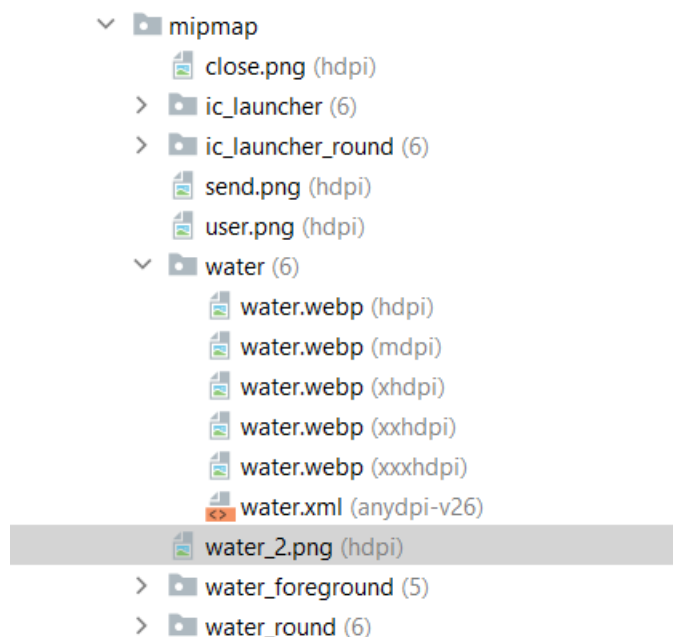 mipmap
close.png (hdpi)
ic_launcher (6)
ic_launcher_round (6)
send.png (hdpi)
user.png (hdpi)
water (6)
water.webp (hdpi)
water.webp (mdpi)
water.webp (xhdpi)
water.webp (xxhdpi)
water.webp (xxxhdpi)
water.xml (anydpi-v26)
water_2.png (hdpi)
water_foreground (5)
water_round (6)